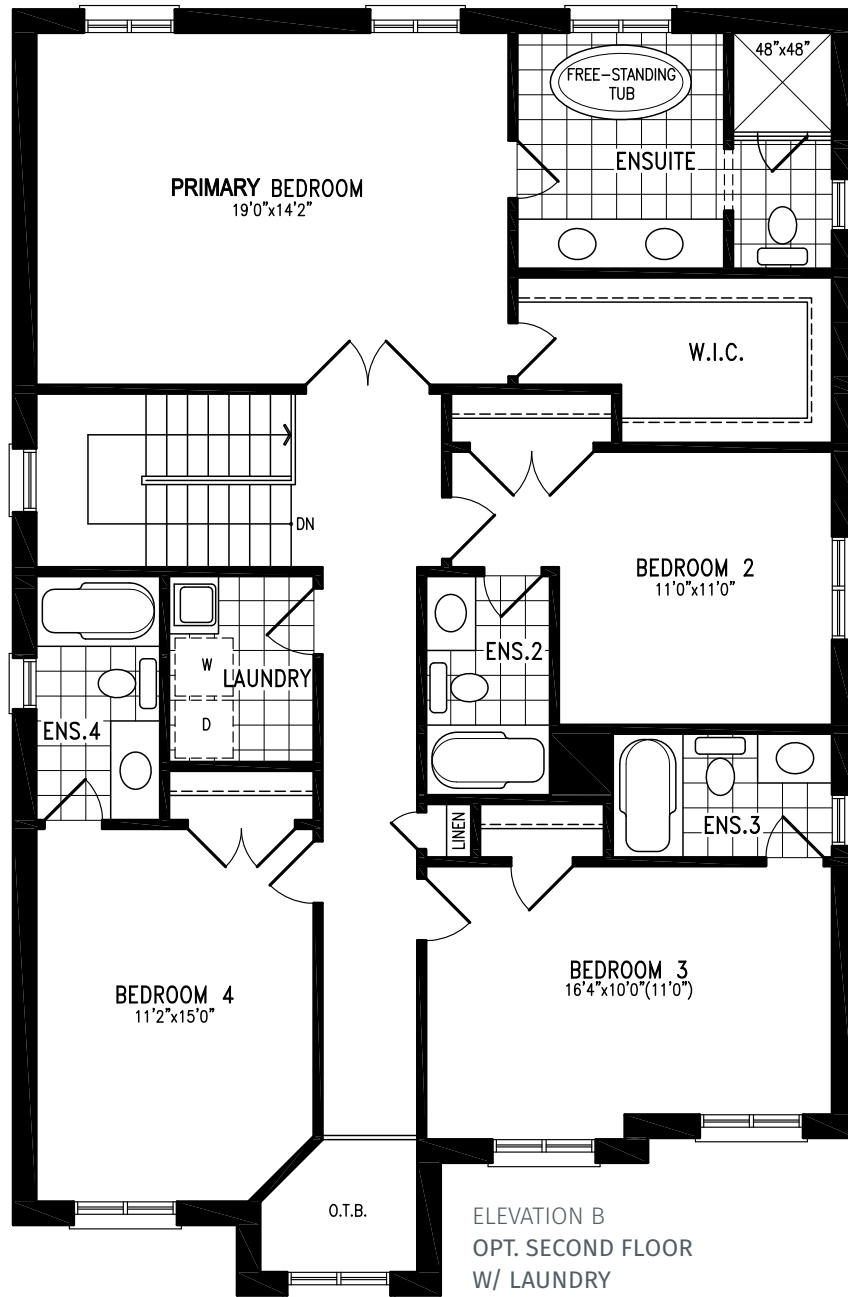 48"x48"
FREE-STANDING
TUB
ENSUITE
PRIMARY BEDROOM
19'0"x14'2"
W.I.C.
DN
BEDROOM 2
11'0"x11'0"
ENS.2
W
LAUNDRY
D
ENS.4
LINEN
ENS.3
BEDROOM 3
16'4"x10'0"(11'0")
BEDROOM 4
11'2"x15'0"
O.T.B.
ELEVATION B
OPT. SECOND FLOOR
W/ LAUNDRY